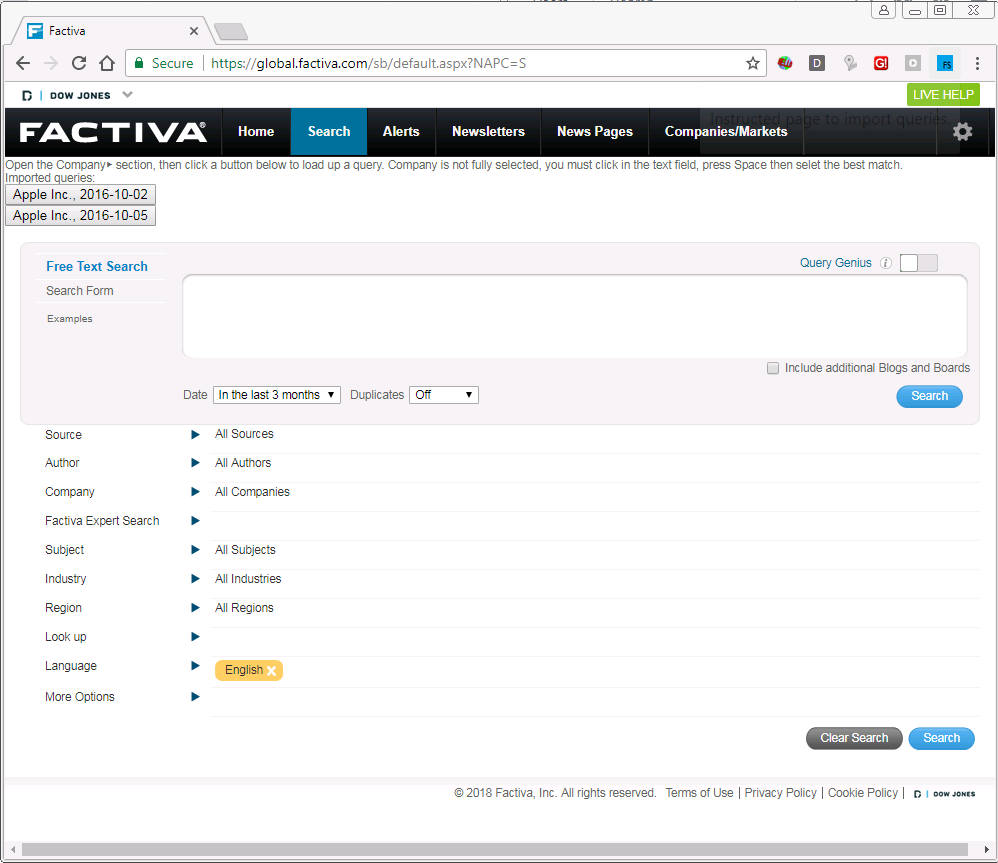 Factiva
Secure https://global.factiva.com/sb/default.aspx?NAPC=S
D G! FS
D | DOW JONES LIVE HELP
Instructed page to import queries.
FACTIVA® Home Search Alerts Newsletters News Pages Companies/Markets
Open the Company▸ section, then click a button below to load up a query. Company is not fully selected, you must click in the text field, press Space then selet the best match.
Imported queries:
Apple Inc., 2016-10-02
Apple Inc., 2016-10-05
Free Text Search
Query Genius i
Search Form
Examples
Include additional Blogs and Boards
Date In the last 3 months Duplicates Off Search
Source All Sources
Author All Authors
Company All Companies
Factiva Expert Search
Subject All Subjects
Industry All Industries
Region All Regions
Look up
Language English
More Options
Clear Search Search
© 2018 Factiva, Inc. All rights reserved. Terms of Use | Privacy Policy | Cookie Policy | D | DOW JONES